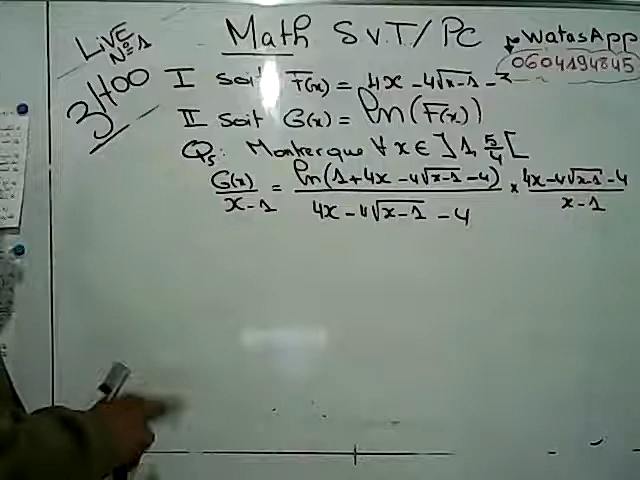 LiVE N°1
3H00
Math SVT/PC
WatasApp
0604194845
I soit F(x) = 4x - 4√x-1 - 3
II Soit G(x) = ln(F(x))
Q5: Montrer que ∀ x ∈ ]1, 5/4[
G(x)/x-1 = ln(1+4x-4√x-1-4)/4x-4√x-1-4 × 4x-4√x-1-4/x-1